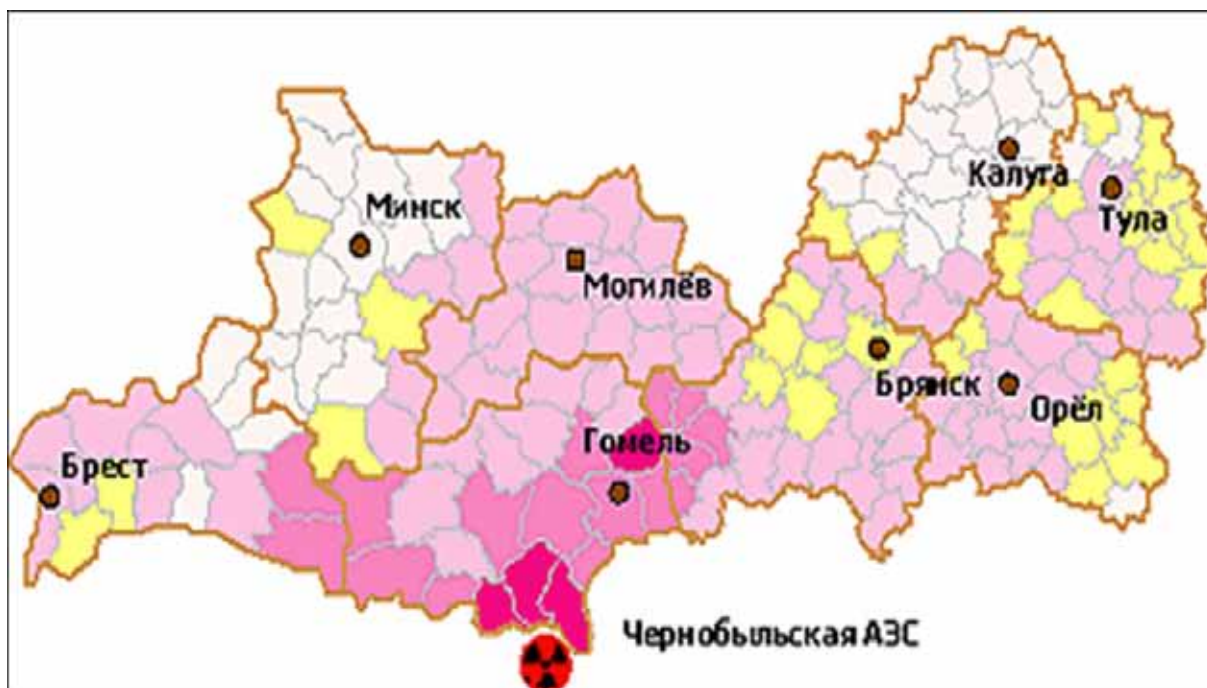 Минск
Калуга
Тула
Могилёв
Брянск
Орёл
Гомель
Брест
Чернобыльская АЭС